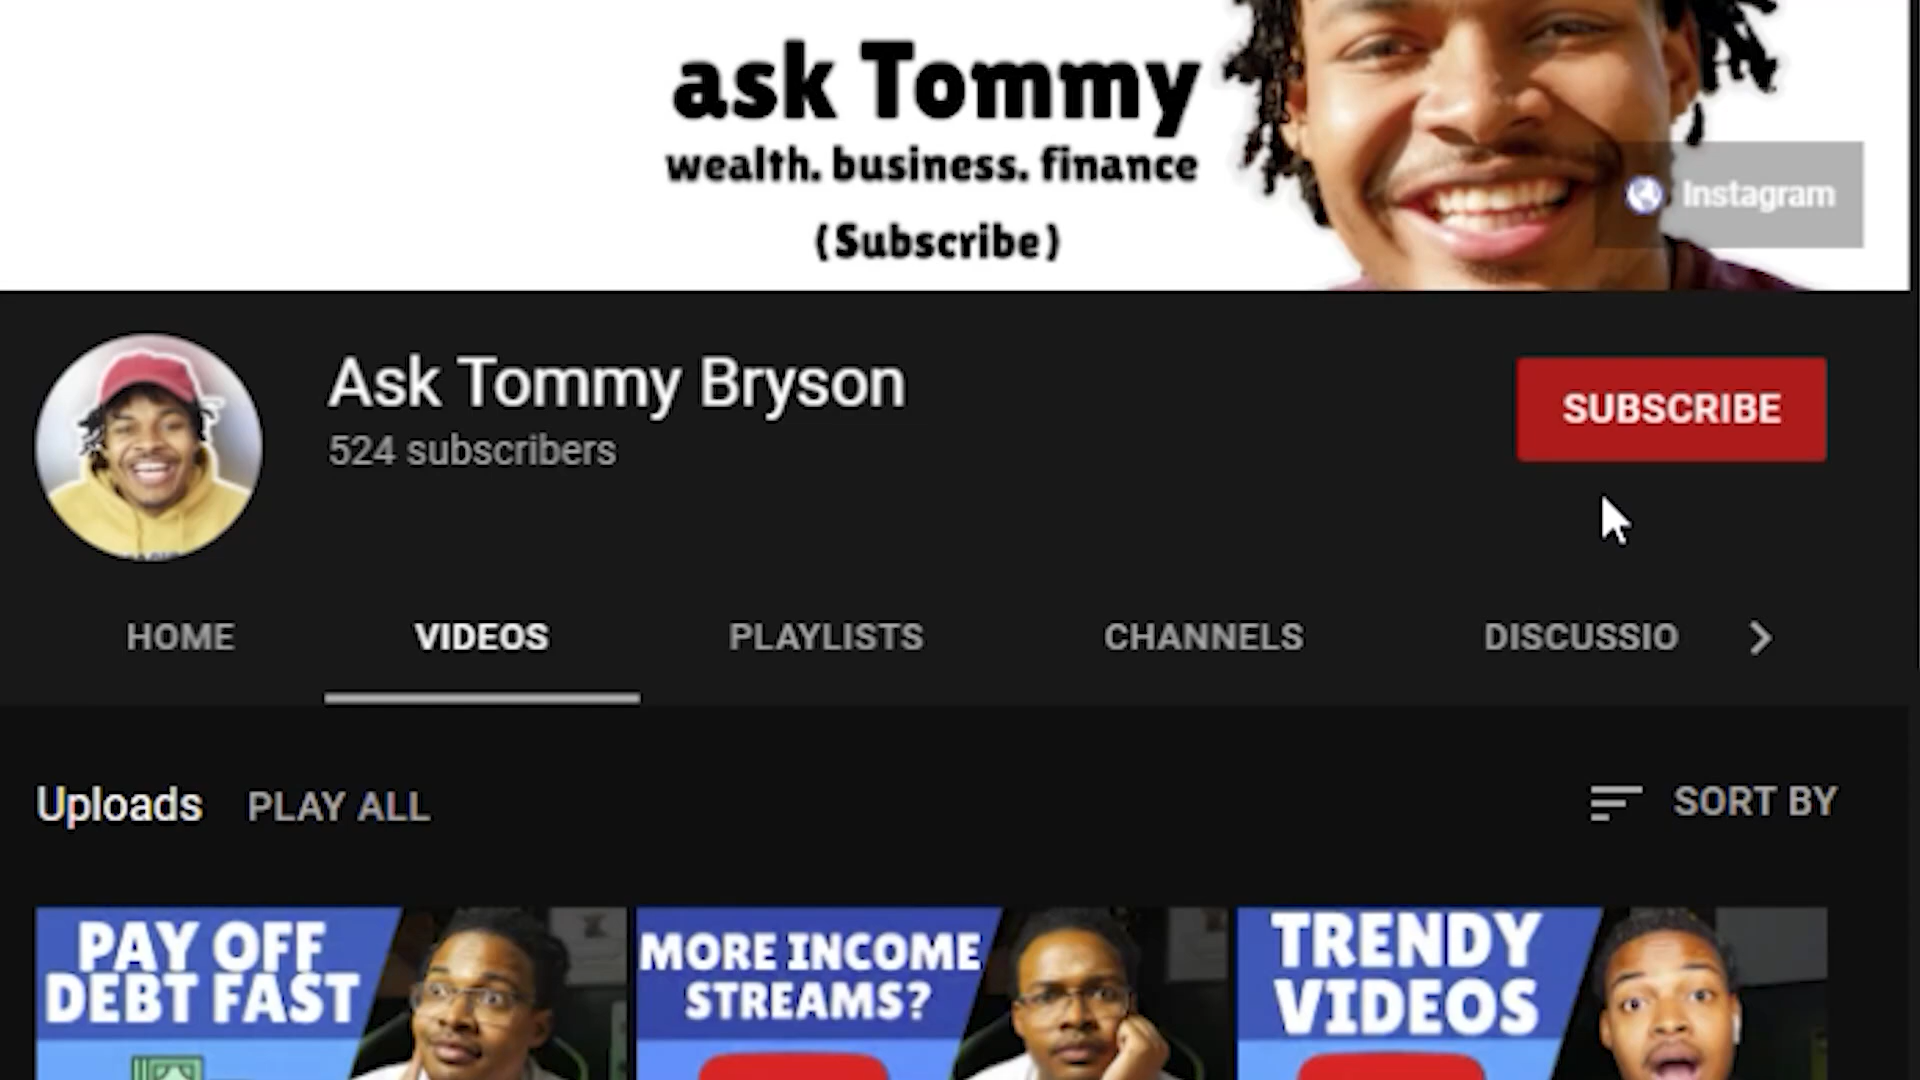 ask Tommy
wealth. business. finance
(Subscribe)
Instagram
Ask Tommy Bryson
524 subscribers
SUBSCRIBE
HOME
VIDEOS
PLAYLISTS
CHANNELS
DISCUSSIO
Uploads
PLAY ALL
SORT BY
PAY OFF
DEBT FAST
MORE INCOME
STREAMS?
TRENDY
VIDEOS